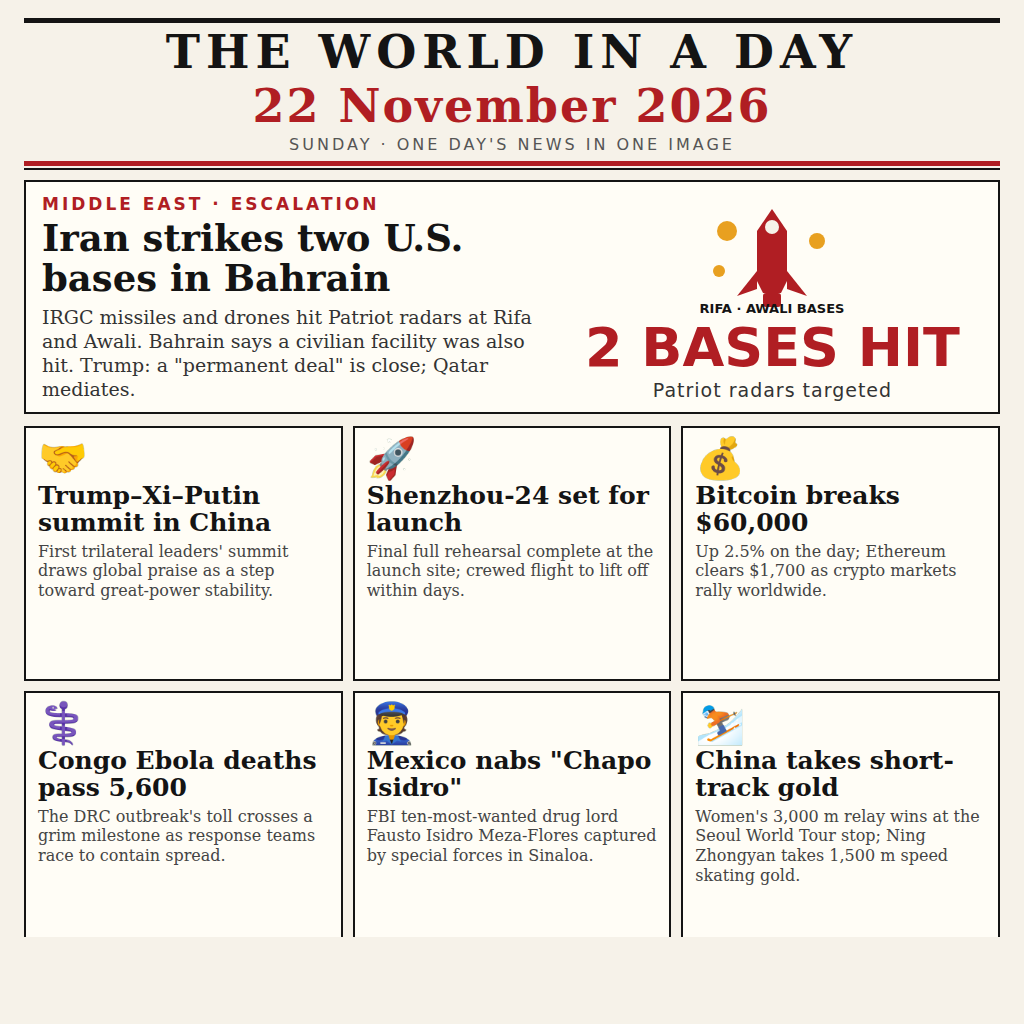 THE WORLD IN A DAY
22 November 2026
SUNDAY · ONE DAY'S NEWS IN ONE IMAGE
MIDDLE EAST · ESCALATION
Iran strikes two U.S.
bases in Bahrain
IRGC missiles and drones hit Patriot radars at Rifa
and Awali. Bahrain says a civilian facility was also
hit. Trump: a "permanent deal" is close; Qatar
mediates.
RIFA · AWALI BASES
2 BASES HIT
Patriot radars targeted
Trump–Xi–Putin
summit in China
First trilateral leaders' summit
draws global praise as a step
toward great-power stability.
Shenzhou-24 set for
launch
Final full rehearsal complete at the
launch site; crewed flight to lift off
within days.
Bitcoin breaks
$60,000
Up 2.5% on the day; Ethereum
clears $1,700 as crypto markets
rally worldwide.
Congo Ebola deaths
pass 5,600
The DRC outbreak's toll crosses a
grim milestone as response teams
race to contain spread.
Mexico nabs "Chapo
Isidro"
FBI ten-most-wanted drug lord
Fausto Isidro Meza-Flores captured
by special forces in Sinaloa.
China takes short-
track gold
Women's 3,000 m relay wins at the
Seoul World Tour stop; Ning
Zhongyan takes 1,500 m speed
skating gold.